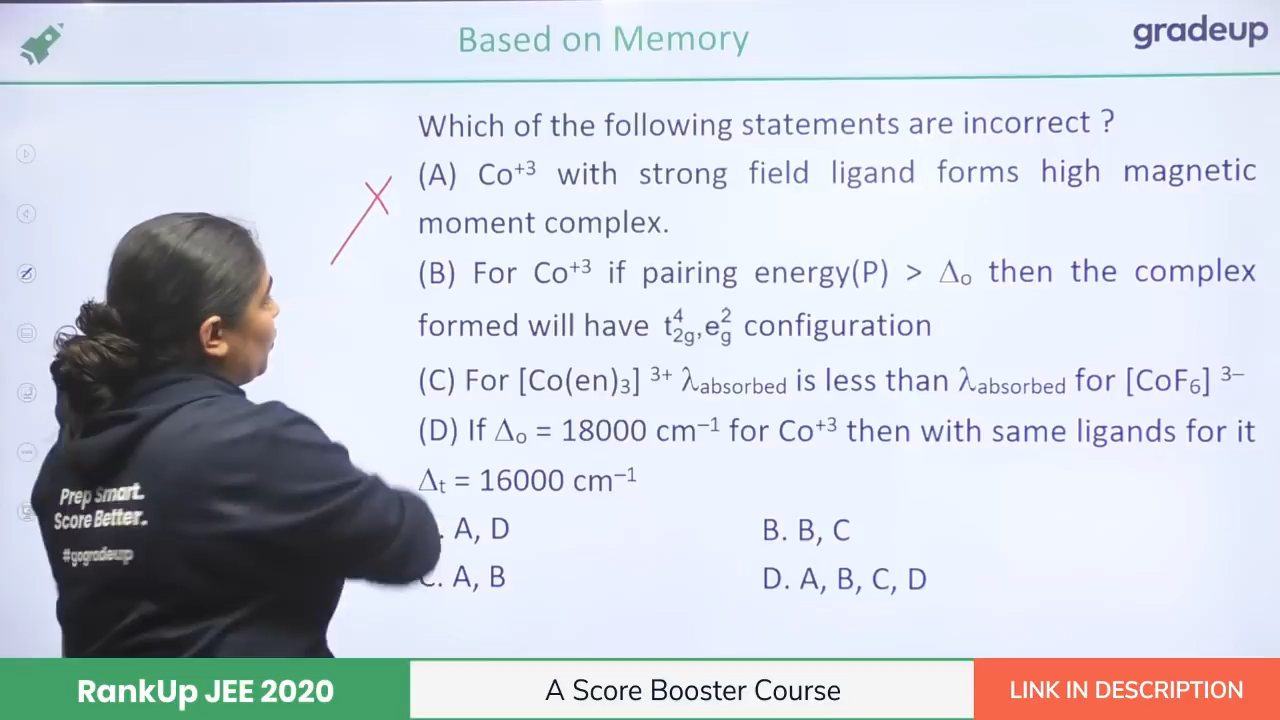 Based on Memory
gradeup
Which of the following statements are incorrect ?
(A) Co⁺³ with strong field ligand forms high magnetic
moment complex.
(B) For Co⁺³ if pairing energy(P) > Δₒ then the complex
formed will have t₂g⁴,eg² configuration
(C) For [Co(en)₃] ³⁺ λabsorbed is less than λabsorbed for [CoF₆] ³⁻
(D) If Δₒ = 18000 cm⁻¹ for Co⁺³ then with same ligands for it
Δₜ = 16000 cm⁻¹
A, D
B. B, C
C. A, B
D. A, B, C, D
Prep Smart.
Score Better.
#gogradeup
RankUp JEE 2020
A Score Booster Course
LINK IN DESCRIPTION